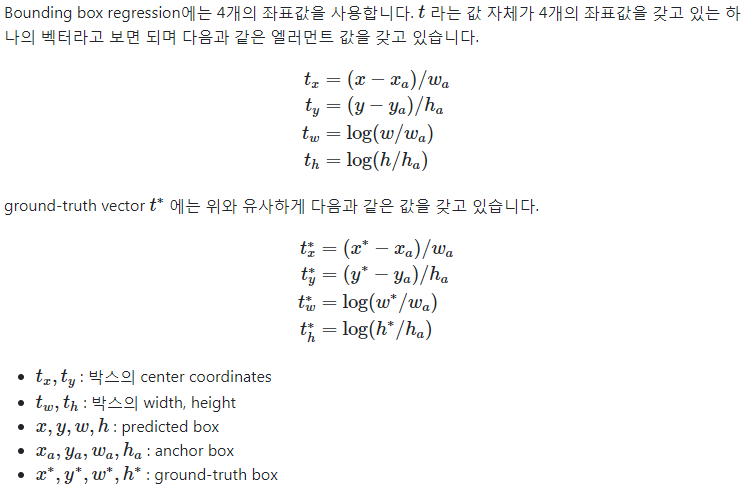 Bounding box regression에는 4개의 좌표값을 사용합니다. t 라는 값 자체가 4개의 좌표값을 갖고 있는 하
나의 벡터라고 보면 되며 다음과 같은 엘러먼트 값을 갖고 있습니다.
t_x = (x − x_a)/w_a
t_y = (y − y_a)/h_a
t_w = log(w/w_a)
t_h = log(h/h_a)
ground-truth vector t* 에는 위와 유사하게 다음과 같은 값을 갖고 있습니다.
t_x^* = (x^* − x_a)/w_a
t_y^* = (y^* − y_a)/h_a
t_w^* = log(w^*/w_a)
t_h^* = log(h^*/h_a)
• t_x, t_y : 박스의 center coordinates
• t_w, t_h : 박스의 width, height
• x, y, w, h : predicted box
• x_a, y_a, w_a, h_a : anchor box
• x^*, y^*, w^*, h^* : ground-truth box